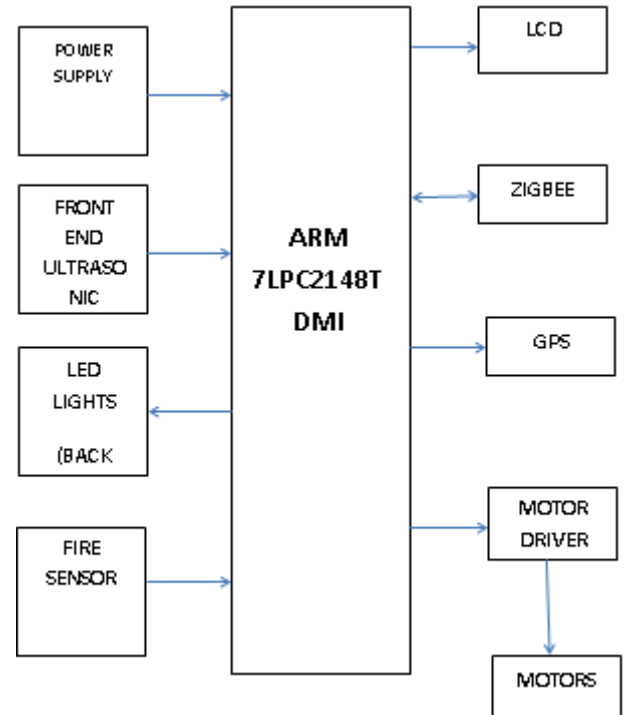 POWER
SUPPLY
FRONT
END
ULTRASO
NIC
LED
LIGHTS
(BACK
FIRE
SENSOR
ARM
7LPC2148T
DMI
LCD
ZIGBEE
GPS
MOTOR
DRIVER
MOTORS